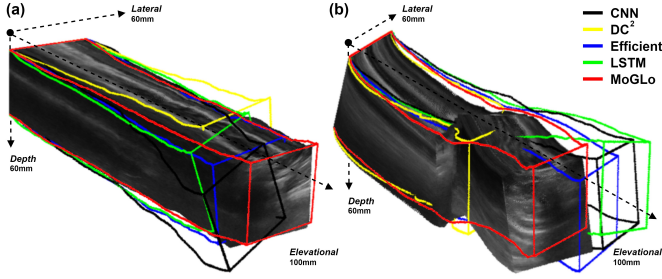 (a)
Lateral
60mm
Depth
60mm
Elevational
100mm
(b)
Lateral
60mm
Depth
60mm
Elevational
100mm
CNN
DC²
Efficient
LSTM
MoGLo